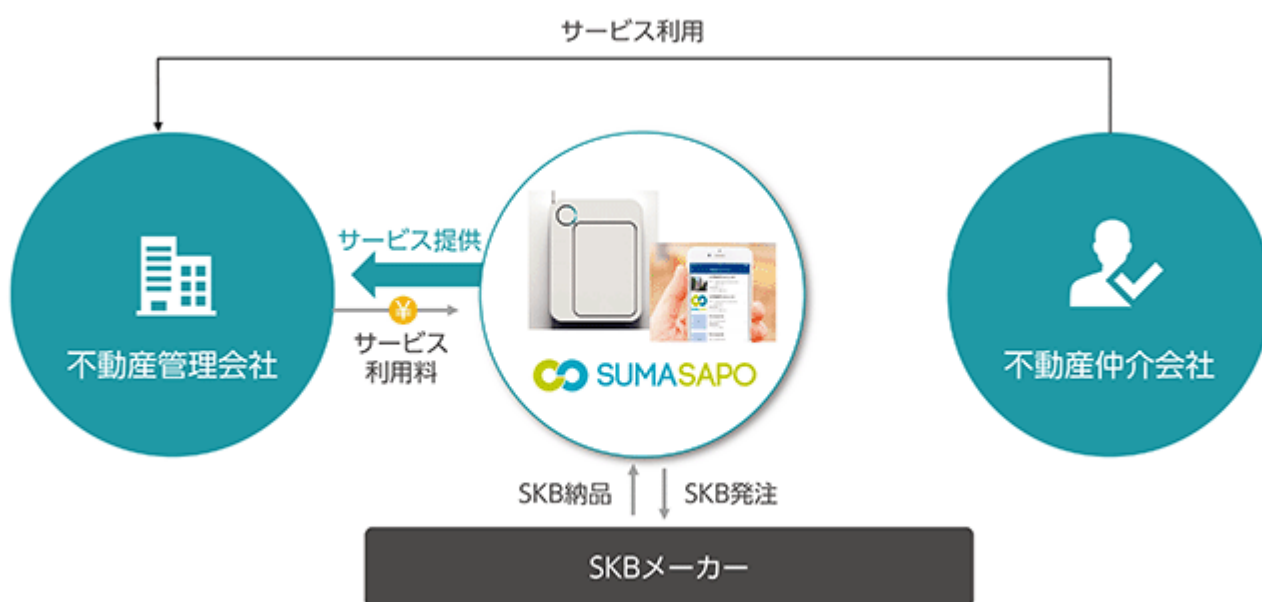 サービス利用
サービス提供
¥
サービス
利用料
不動産管理会社
SUMASAPO
不動産仲介会社
SKB納品
SKB発注
SKBメーカー